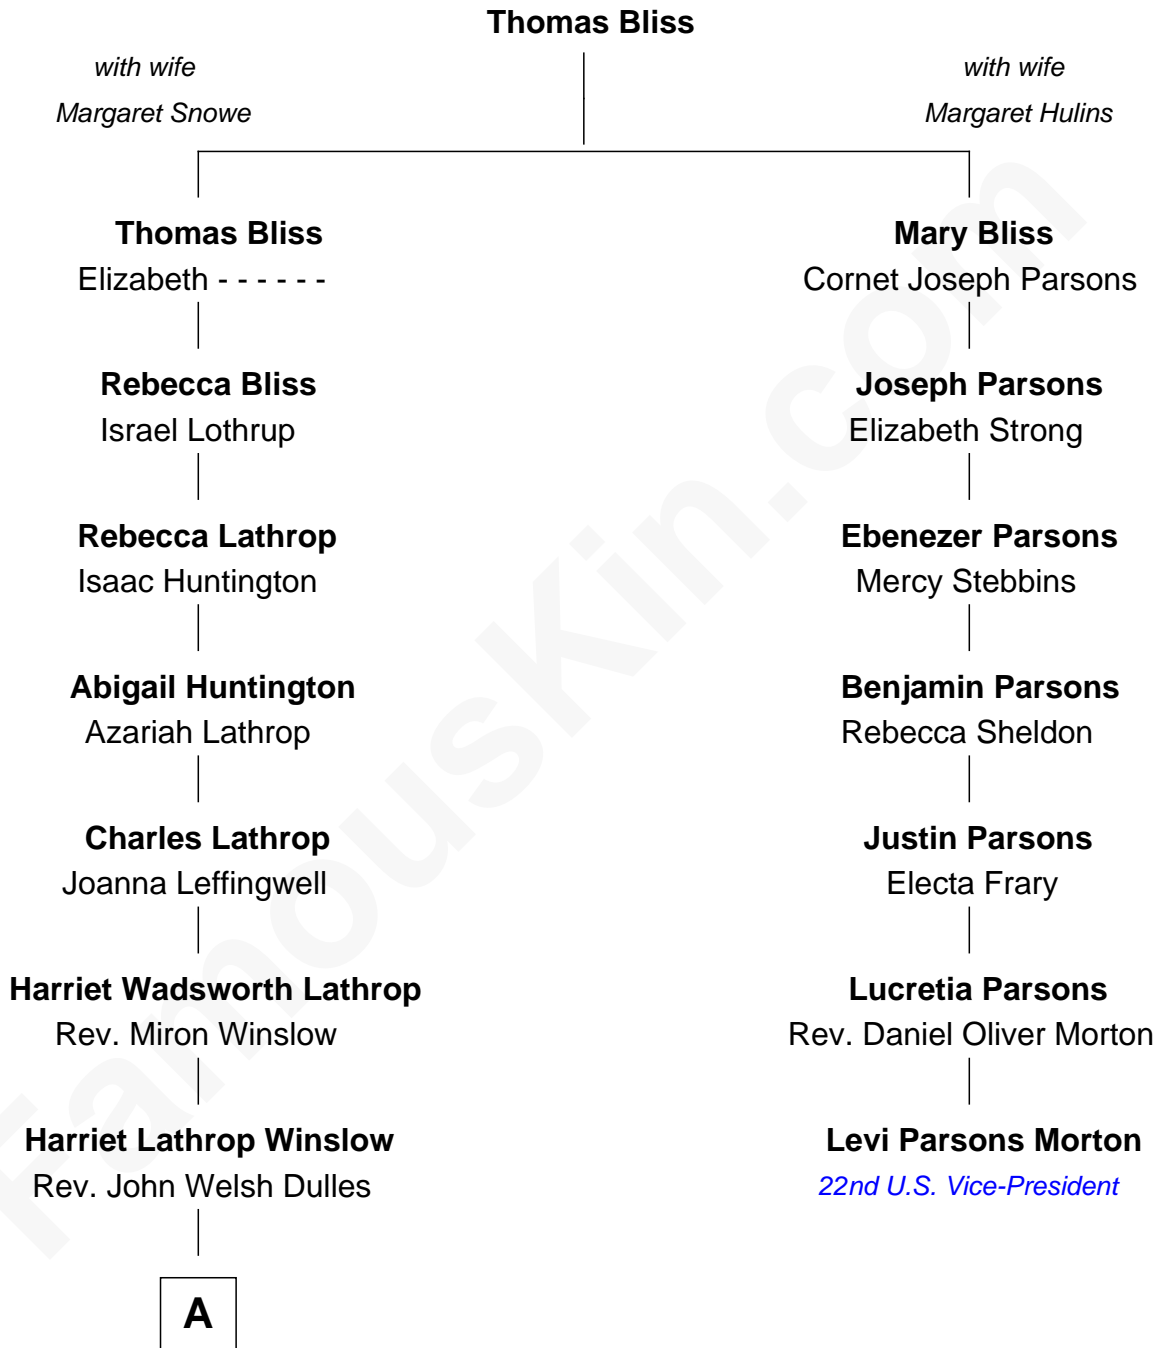 Thomas Bliss
with wife
Margaret Snowe
with wife
Margaret Hulins
Thomas Bliss
Elizabeth - - - - - -
Rebecca Bliss
Israel Lothrup
Rebecca Lathrop
Isaac Huntington
Abigail Huntington
Azariah Lathrop
Charles Lathrop
Joanna Leffingwell
Harriet Wadsworth Lathrop
Rev. Miron Winslow
Harriet Lathrop Winslow
Rev. John Welsh Dulles
A
Mary Bliss
Cornet Joseph Parsons
Joseph Parsons
Elizabeth Strong
Ebenezer Parsons
Mercy Stebbins
Benjamin Parsons
Rebecca Sheldon
Justin Parsons
Electa Frary
Lucretia Parsons
Rev. Daniel Oliver Morton
Levi Parsons Morton
22nd U.S. Vice-President
FamousKin.com